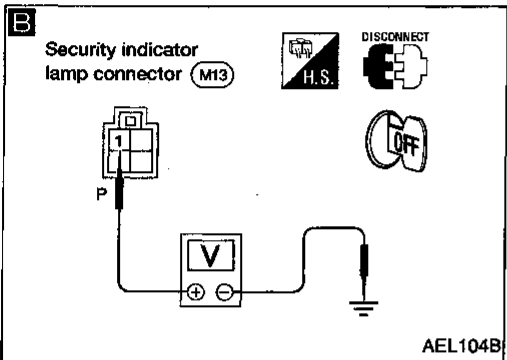 B
Security indicator
lamp connector (M13)
H.S.
DISCONNECT
OFF
1
P
V
+ −
AEL104B